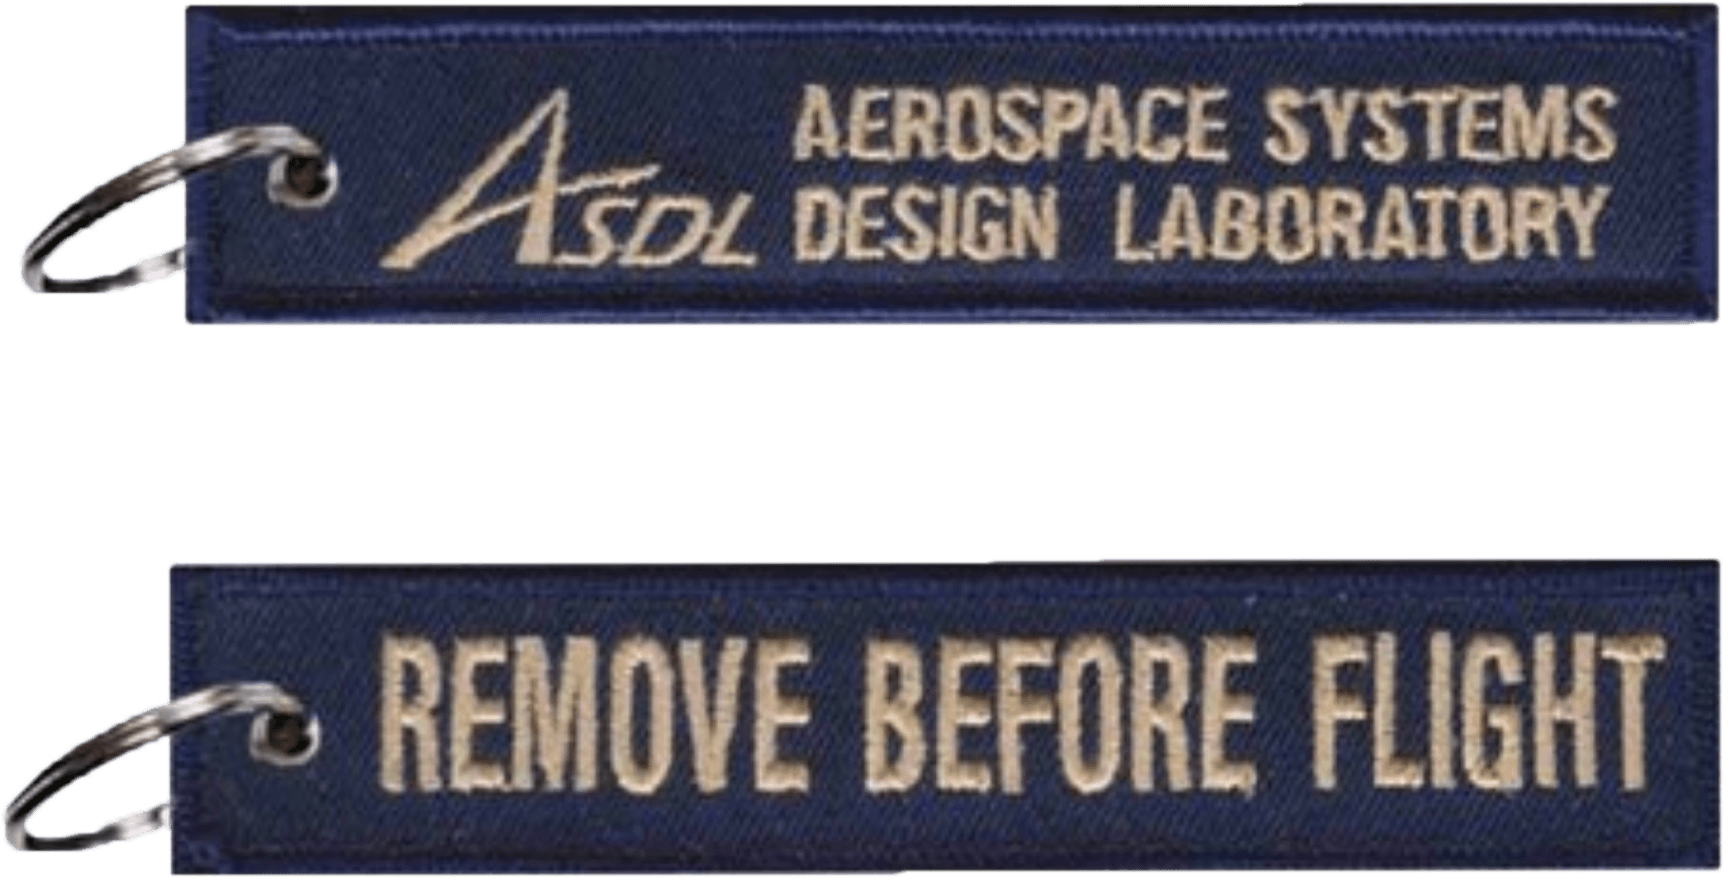 ASDL
AEROSPACE SYSTEMS
DESIGN LABORATORY
REMOVE BEFORE FLIGHT